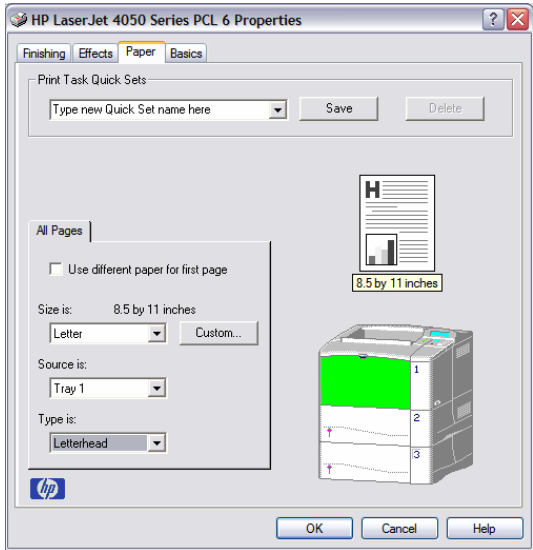 HP LaserJet 4050 Series PCL 6 Properties
Finishing Effects Paper Basics
Print Task Quick Sets
Type new Quick Set name here Save Delete
H
8.5 by 11 inches
All Pages
Use different paper for first page
Size is: 8.5 by 11 inches
Letter Custom...
Source is:
Tray 1
Type is:
Letterhead
1
2
3
hp
OK Cancel Help